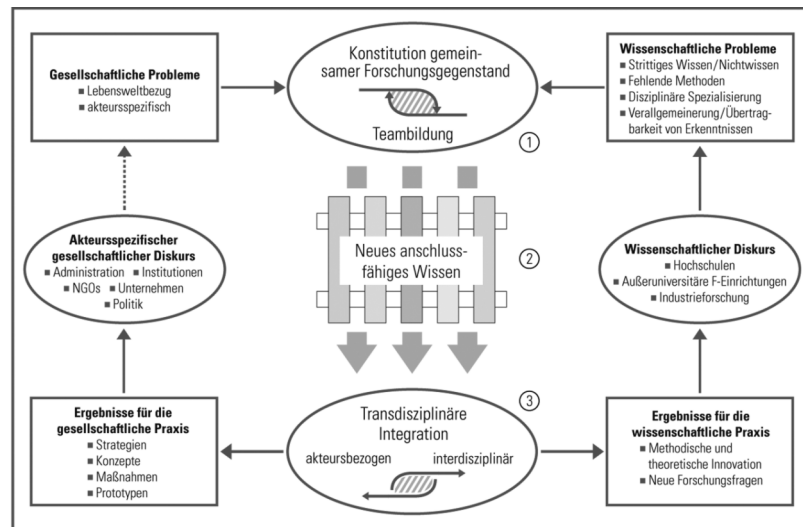 Gesellschaftliche Probleme
■ Lebensweltbezug
■ akteursspezifisch
Konstitution gemein-
samer Forschungsgegenstand
Teambildung
1
Wissenschaftliche Probleme
■ Strittiges Wissen/Nichtwissen
■ Fehlende Methoden
■ Disziplinäre Spezialisierung
■ Verallgemeinerung/Übertrag-
barkeit von Erkenntnissen
Akteursspezifischer
gesellschaftlicher Diskurs
■ Administration ■ Institutionen
■ NGOs ■ Unternehmen
■ Politik
Neues anschluss-
fähiges Wissen
2
Wissenschaftlicher Diskurs
■ Hochschulen
■ Außeruniversitäre F-Einrichtungen
■ Industrieforschung
Ergebnisse für die
gesellschaftliche Praxis
■ Strategien
■ Konzepte
■ Maßnahmen
■ Prototypen
3
Transdisziplinäre
Integration
akteursbezogen interdisziplinär
Ergebnisse für die
wissenschaftliche Praxis
■ Methodische und
theoretische Innovation
■ Neue Forschungsfragen